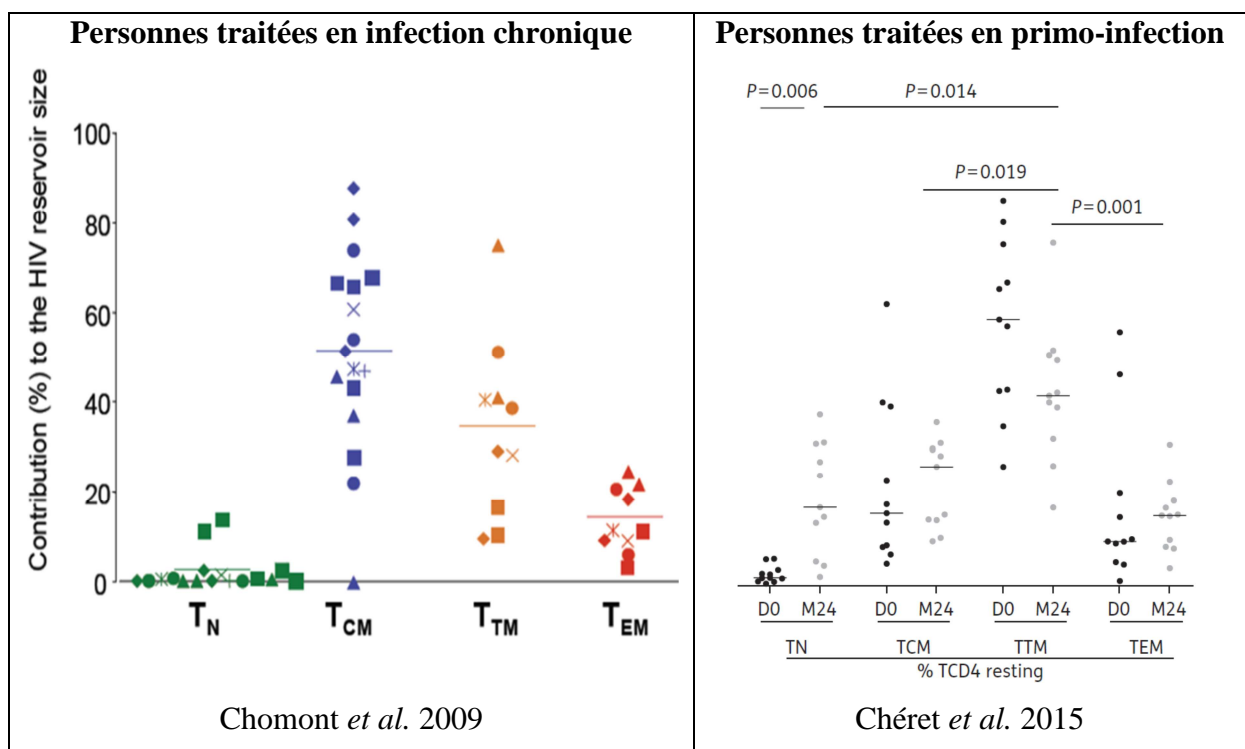 Personnes traitées en infection chronique
Contribution (%) to the HIV reservoir size
100
80
60
40
20
0
TN
TCM
TTM
TEM
Chomont et al. 2009
Personnes traitées en primo-infection
P=0.006
P=0.014
P=0.019
P=0.001
D0 M24 D0 M24 D0 M24 D0 M24
TN TCM TTM TEM
% TCD4 resting
Chéret et al. 2015